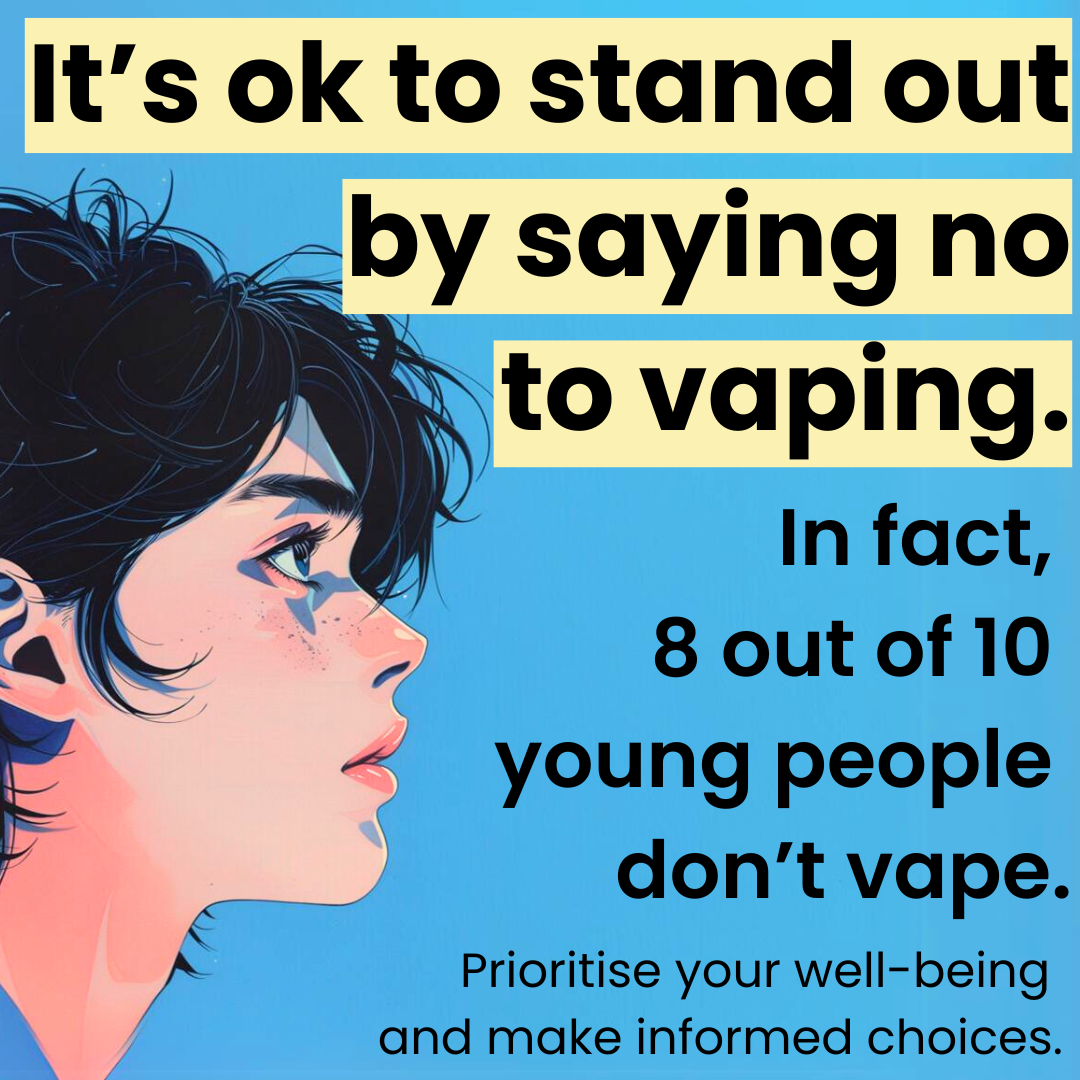 It’s ok to stand out
by saying no
to vaping.
In fact,
8 out of 10
young people
don’t vape.
Prioritise your well-being
and make informed choices.